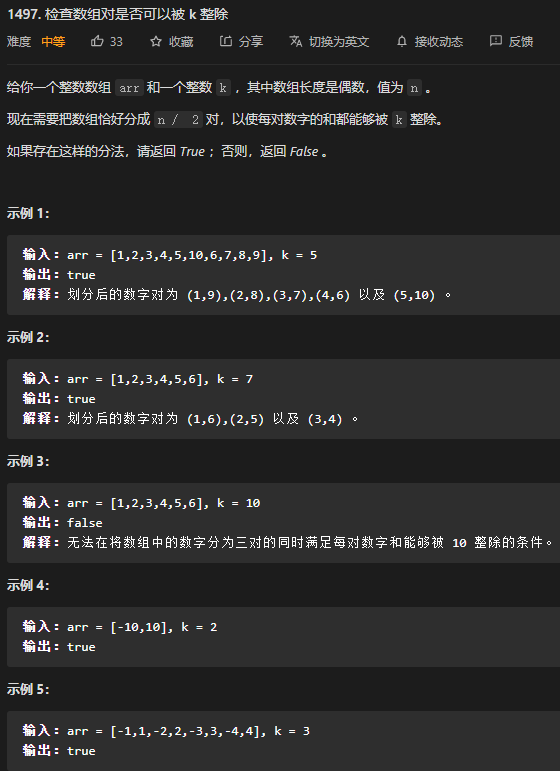 1497. 检查数组对是否可以被 k 整除
难度 中等 33 收藏 分享 切换为英文 接收动态 反馈
给你一个整数数组 arr 和一个整数 k ，其中数组长度是偶数，值为 n 。
现在需要把数组恰好分成 n / 2 对，以使每对数字的和都能够被 k 整除。
如果存在这样的分法，请返回 True ；否则，返回 False 。
示例 1：
输入：arr = [1,2,3,4,5,10,6,7,8,9], k = 5
输出：true
解释：划分后的数字对为 (1,9),(2,8),(3,7),(4,6) 以及 (5,10) 。
示例 2：
输入：arr = [1,2,3,4,5,6], k = 7
输出：true
解释：划分后的数字对为 (1,6),(2,5) 以及 (3,4) 。
示例 3：
输入：arr = [1,2,3,4,5,6], k = 10
输出：false
解释：无法在将数组中的数字分为三对的同时满足每对数字和能够被 10 整除的条件。
示例 4：
输入：arr = [-10,10], k = 2
输出：true
示例 5：
输入：arr = [-1,1,-2,2,-3,3,-4,4], k = 3
输出：true